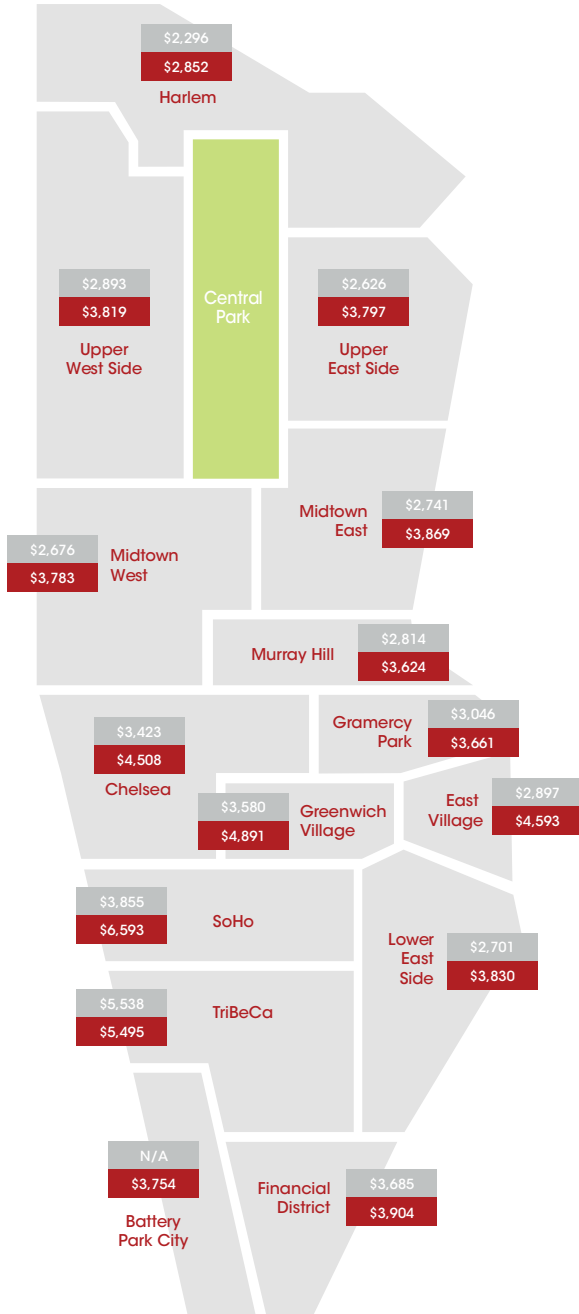 $2,296
$2,852
Harlem
$2,893
$3,819
Upper
West Side
Central
Park
$2,626
$3,797
Upper
East Side
Midtown
East
$2,741
$3,869
$2,676
$3,783
Midtown
West
Murray Hill
$2,814
$3,624
$3,423
$4,508
Chelsea
Gramercy
Park
$3,046
$3,661
$3,580
$4,891
Greenwich
Village
East
Village
$2,897
$4,593
$3,855
$6,593
SoHo
Lower
East
Side
$2,701
$3,830
$5,538
$5,495
TriBeCa
N/A
$3,754
Battery
Park City
Financial
District
$3,685
$3,904